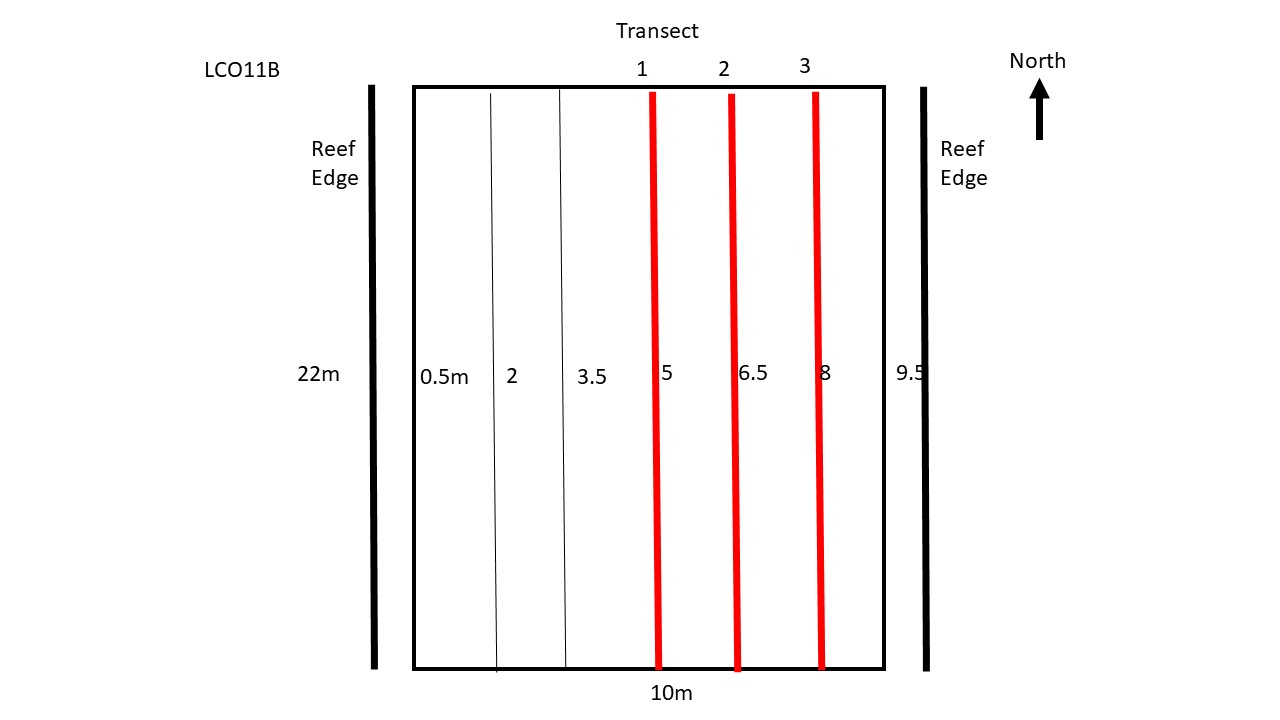 Transect
LCO11B
1
2
3
North
Reef
Edge
Reef
Edge
22m
0.5m
2
3.5
5
6.5
8
9.5
10m